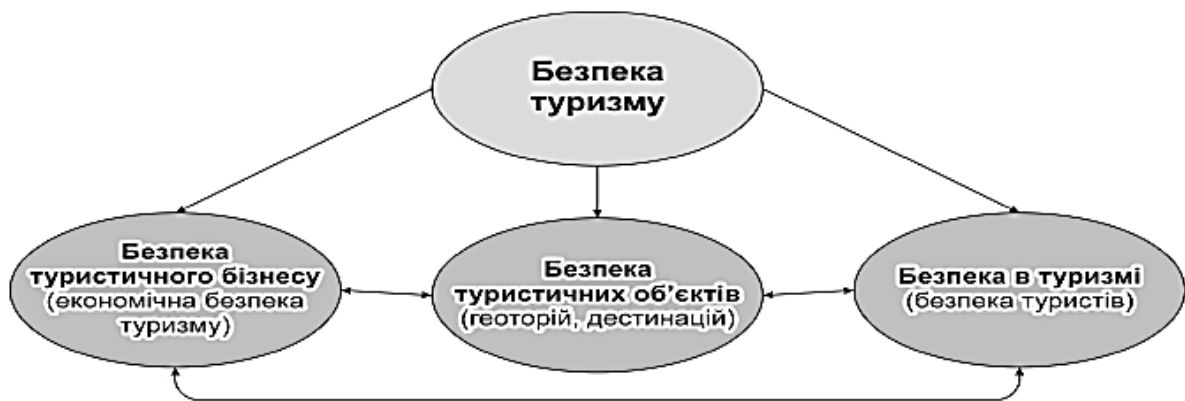 Безпека
туризму
Безпека
туристичного бізнесу
(економічна безпека
туризму)
Безпека
туристичних об’єктів
(геоторій, дестинацій)
Безпека в туризмі
(безпека туристів)